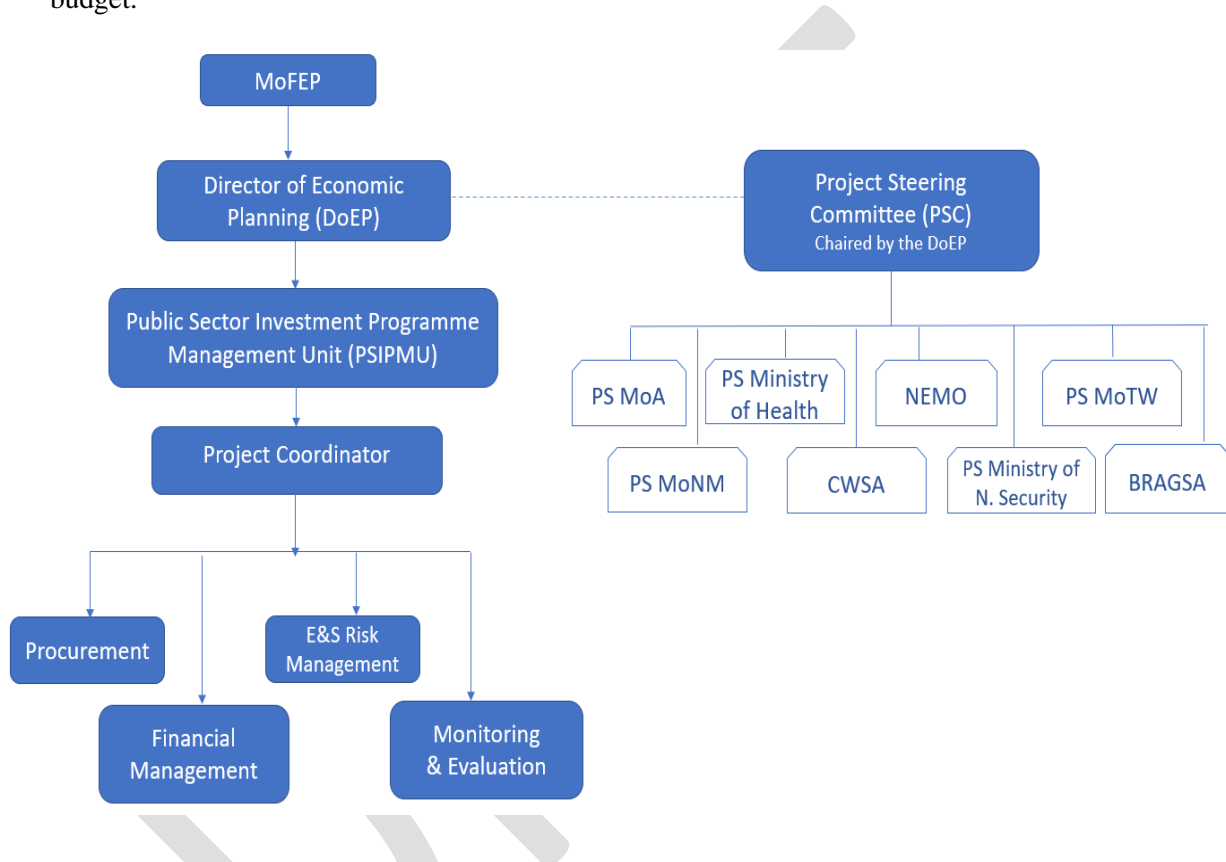 budget.
MoFEP
Director of Economic
Planning (DoEP)
Public Sector Investment Programme
Management Unit (PSIPMU)
Project Coordinator
Procurement
Financial
Management
E&S Risk
Management
Monitoring
& Evaluation
Project Steering
Committee (PSC)
Chaired by the DoEP
PS MoA
PS MoNM
PS Ministry
of Health
CWSA
NEMO
PS Ministry of
N. Security
PS MoTW
BRAGSA